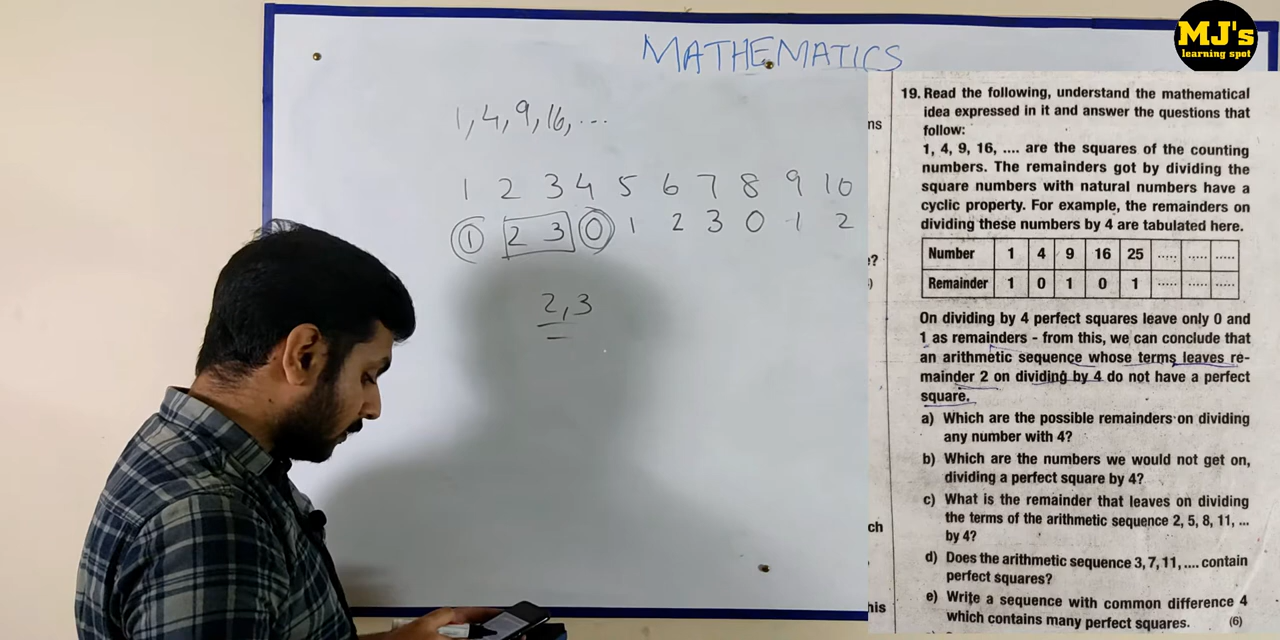 MATHEMATICS
1, 4, 9, 16, ...
1 2 3 4 5 6 7 8 9 10
1 2 3 0 1 2 3 0 1 2
2, 3
MJ's
learning spot
ns
?
)
ch
his
19. Read the following, understand the mathematical
idea expressed in it and answer the questions that
follow:
1, 4, 9, 16, .... are the squares of the counting
numbers. The remainders got by dividing the
square numbers with natural numbers have a
cyclic property. For example, the remainders on
dividing these numbers by 4 are tabulated here.
Number 1 4 9 16 25 ..... ..... .....
Remainder 1 0 1 0 1 ..... ..... .....
On dividing by 4 perfect squares leave only 0 and
1 as remainders - from this, we can conclude that
an arithmetic sequence whose terms leaves re-
mainder 2 on dividing by 4 do not have a perfect
square.
a) Which are the possible remainders on dividing
any number with 4?
b) Which are the numbers we would not get on,
dividing a perfect square by 4?
c) What is the remainder that leaves on dividing
the terms of the arithmetic sequence 2, 5, 8, 11, ...
by 4?
d) Does the arithmetic sequence 3, 7, 11, .... contain
perfect squares?
e) Write a sequence with common difference 4
which contains many perfect squares. (6)